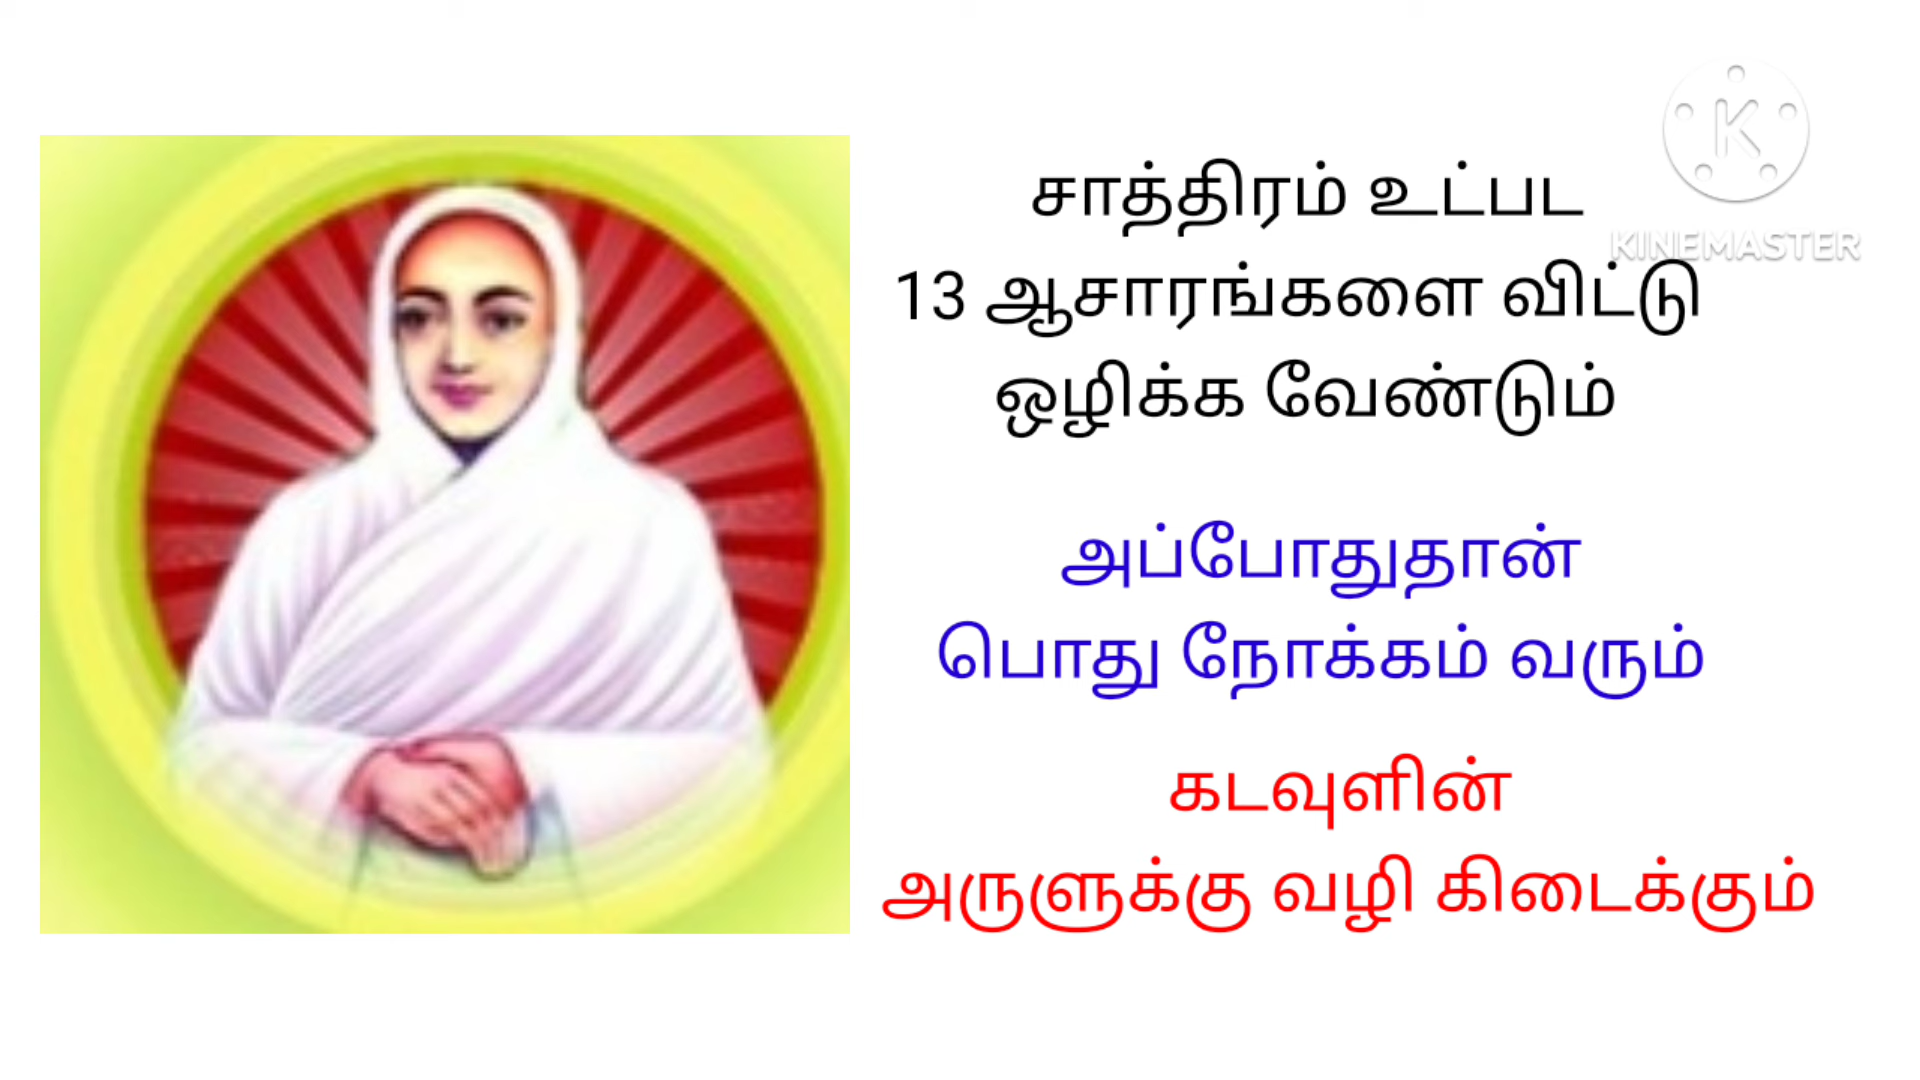 சாத்திரம் உட்பட
13 ஆசாரங்களை விட்டு
ஒழிக்க வேண்டும்
அப்போதுதான்
பொது நோக்கம் வரும்
கடவுளின்
அருளுக்கு வழி கிடைக்கும்
K
KINEMASTER